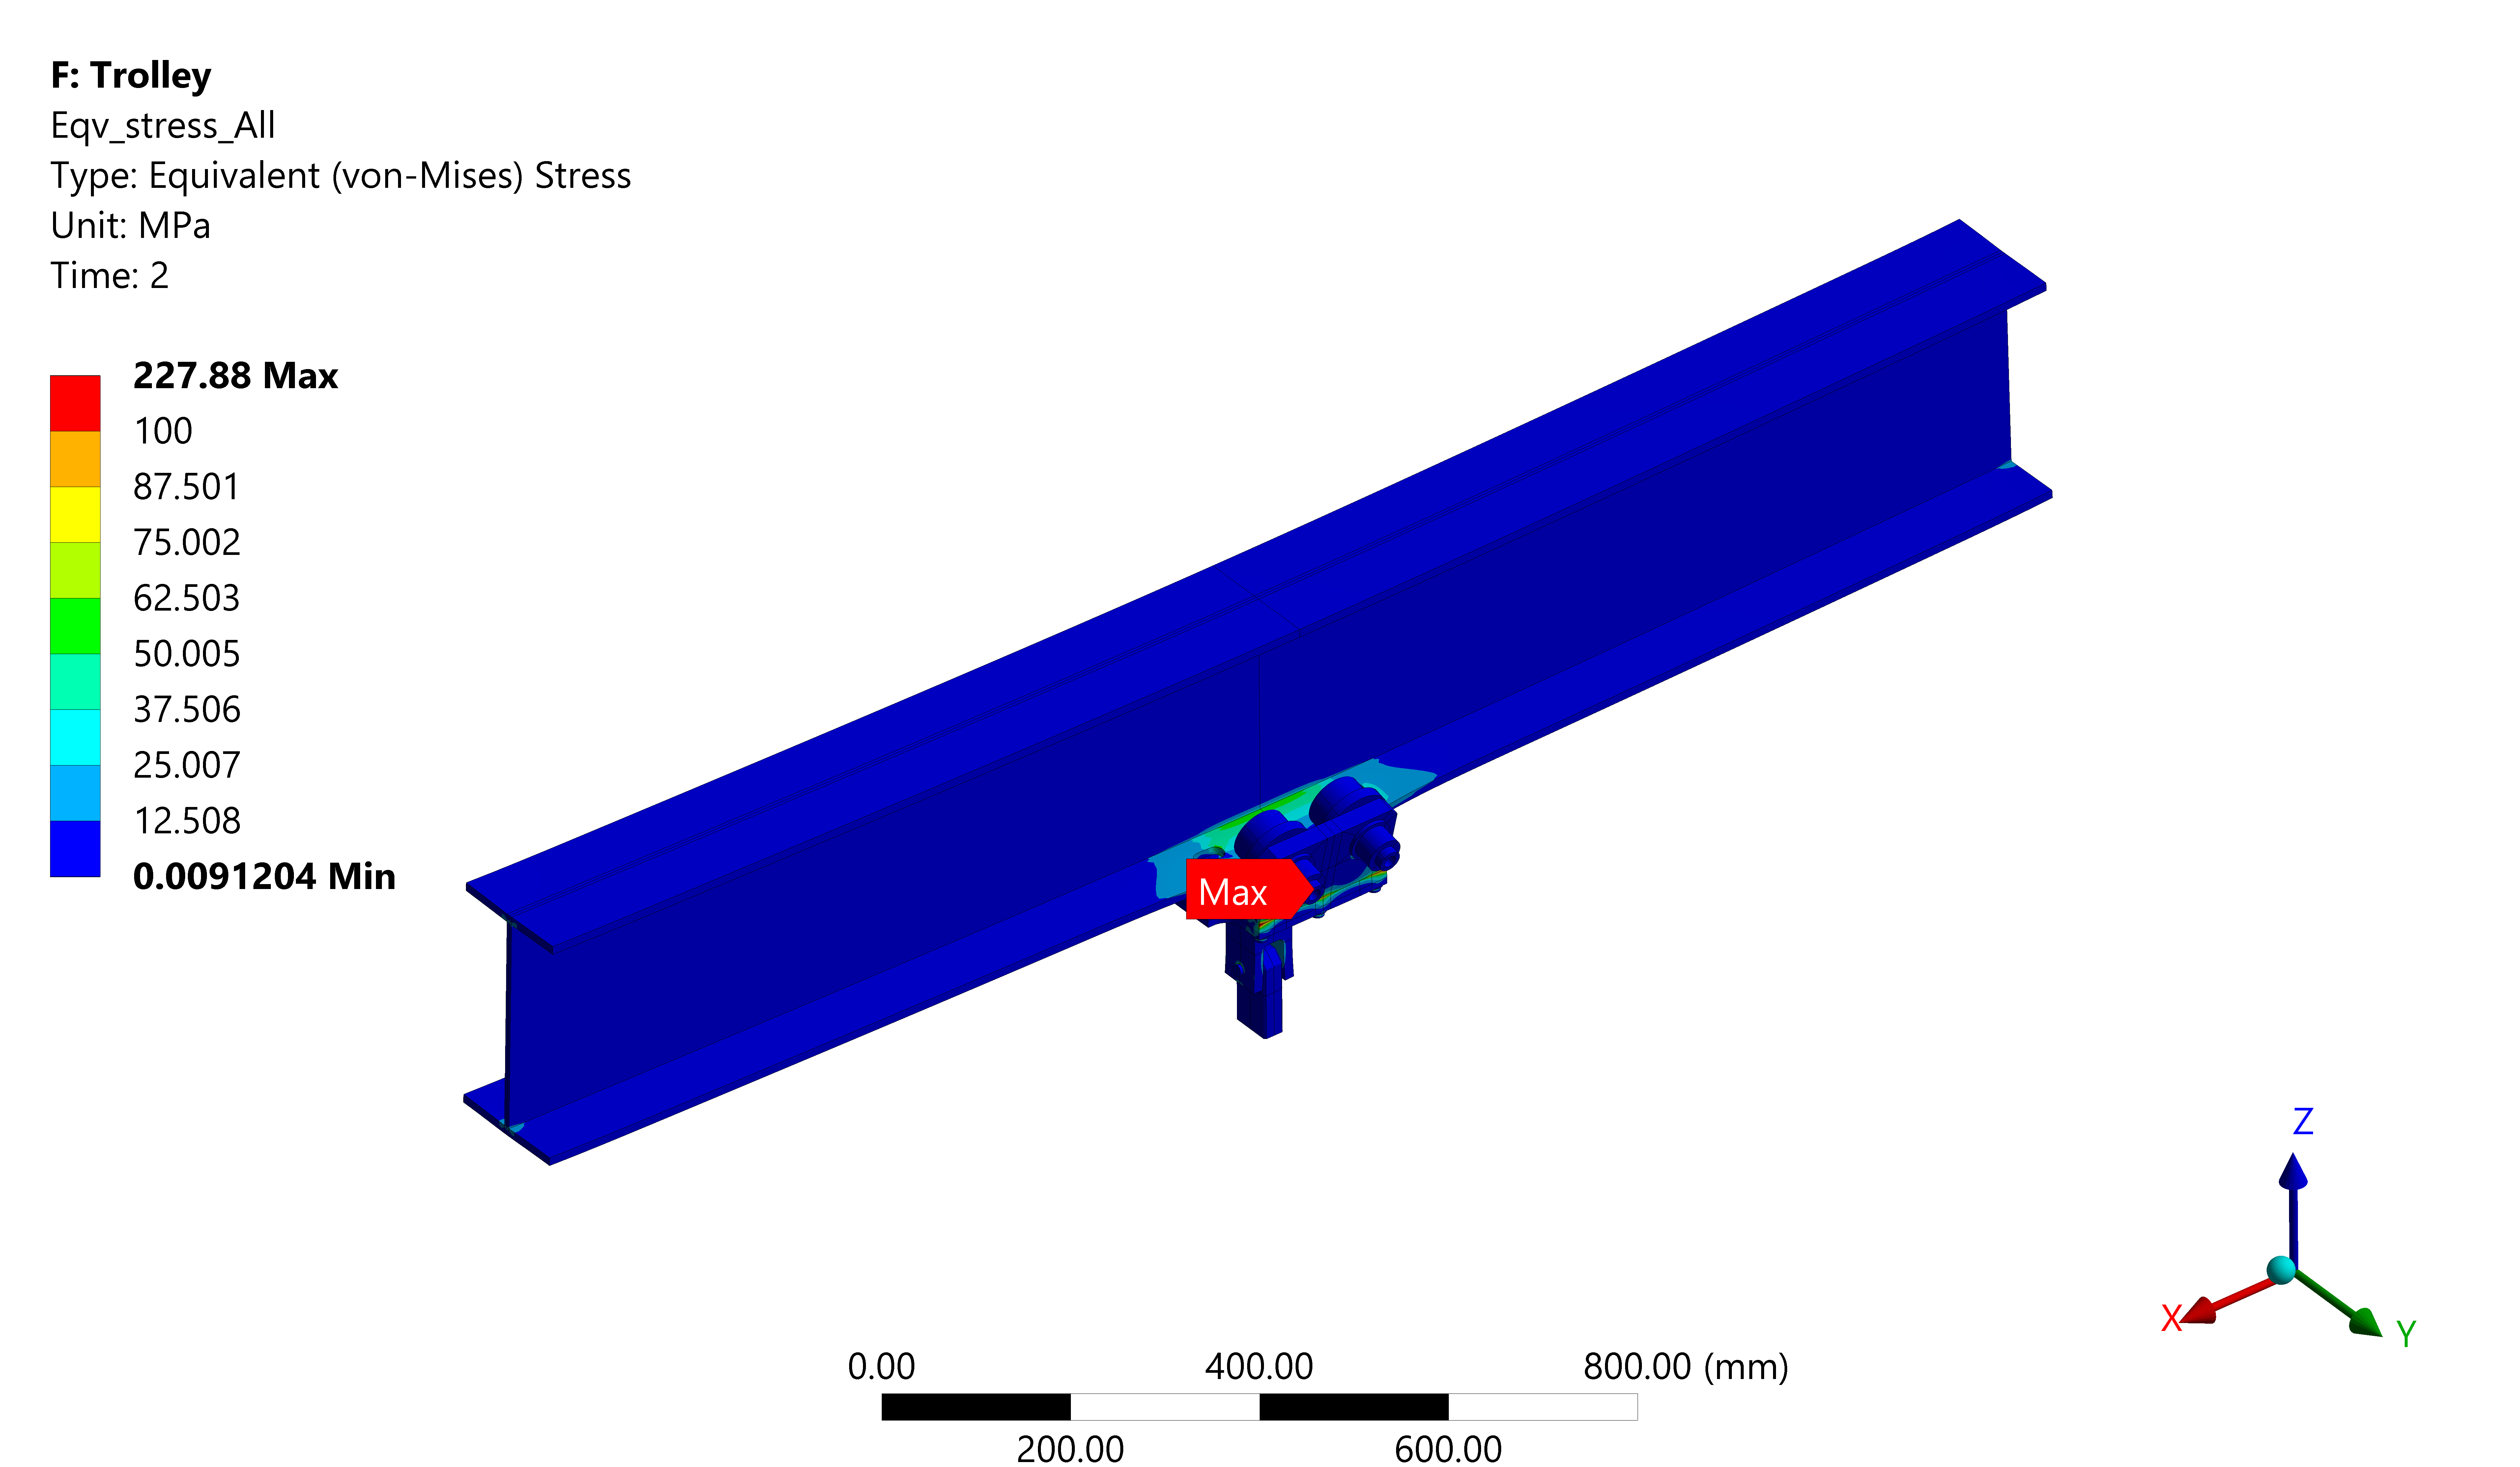 F: Trolley
Eqv_stress_All
Type: Equivalent (von-Mises) Stress
Unit: MPa
Time: 2
227.88 Max
100
87.501
75.002
62.503
50.005
37.506
25.007
12.508
0.0091204 Min
Max
Z
X
Y
0.00 400.00 800.00 (mm)
200.00 600.00